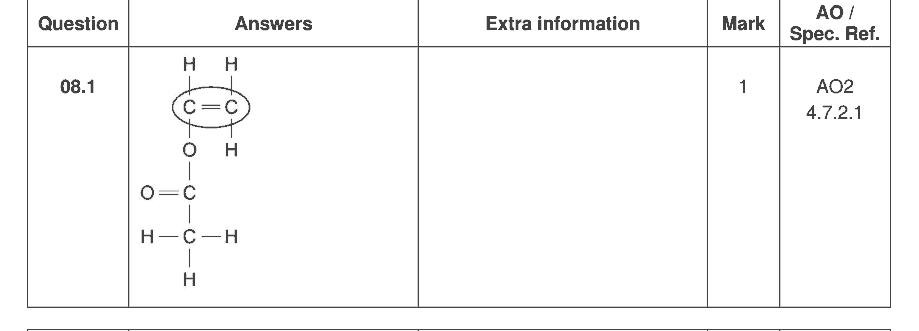 Question Answers Extra information Mark AO / Spec. Ref.
08.1 1 AO2
4.7.2.1
H H
C=C
O H
O=C
H—C—H
H